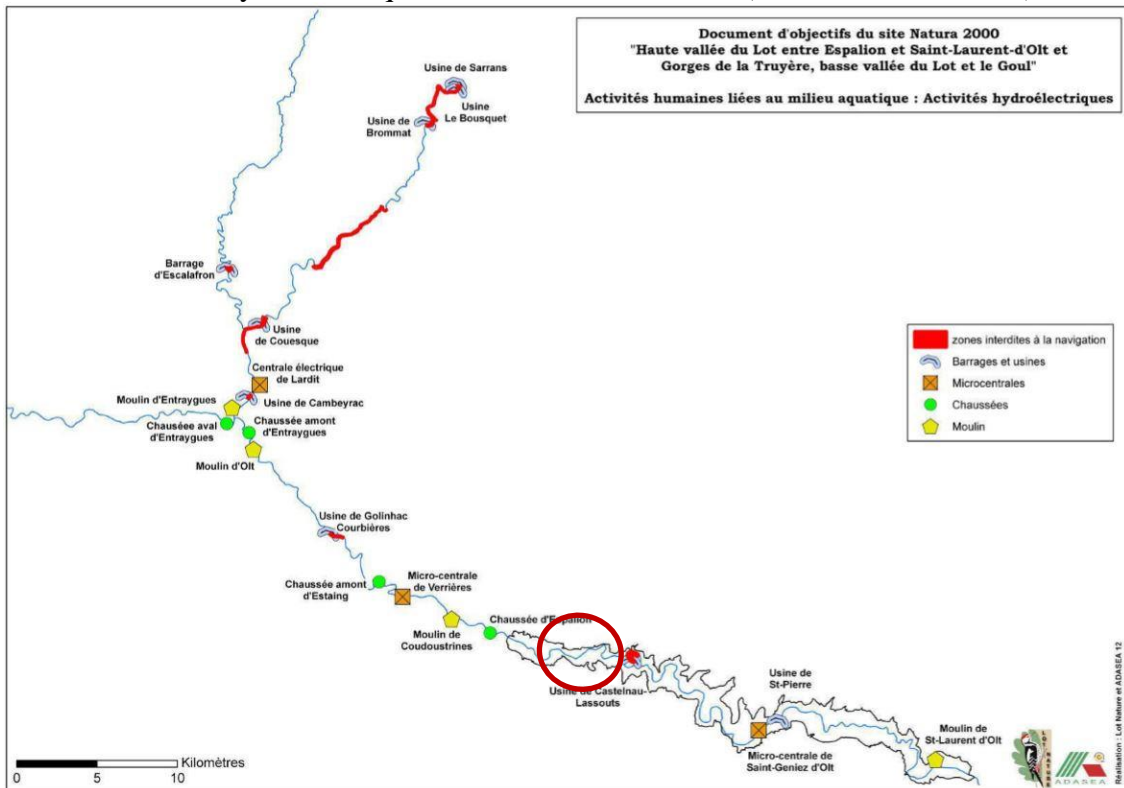 Document d'objectifs du site Natura 2000
"Haute vallée du Lot entre Espalion et Saint-Laurent-d'Olt et
Gorges de la Truyère, basse vallée du Lot et le Goul"
Activités humaines liées au milieu aquatique : Activités hydroélectriques
Usine de Sarrans
Usine
Le Bousquet
Usine de
Brommat
Barrage
d'Escalafron
Usine
de Couesque
Centrale électrique
de Lardit
Moulin d'Entraygues
Usine de Cambeyrac
Chauséee aval
d'Entraygues
Chaussée amont
d'Entraygues
Moulin d'Olt
zones interdites à la navigation
Barrages et usines
Microcentrales
Chaussées
Moulin
Usine de Golinhac
Courbières
Chaussée amont
d'Estaing
Micro-centrale
de Verrières
Moulin de
Coudoustrines
Chaussée d'Espalion
Usine de Castelnau-
Lassouts
Usine de
St-Pierre
Micro-centrale de
Saint-Geniez d'Olt
Moulin de
St-Laurent d'Olt
0 5 10 Kilomètres
LOT NATURE
ADASEA
Réalisation : Lot Nature et ADASEA 12